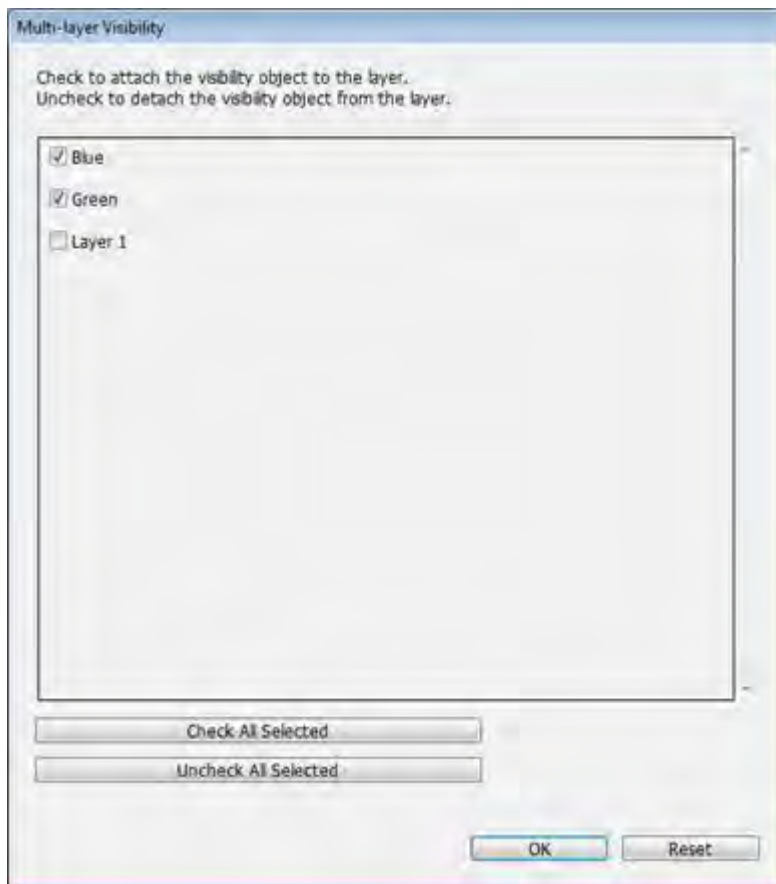 Multi-layer Visibility
Check to attach the visibility object to the layer.
Uncheck to detach the visibility object from the layer.
Blue
Green
Layer 1
Check All Selected
Uncheck All Selected
OK
Reset